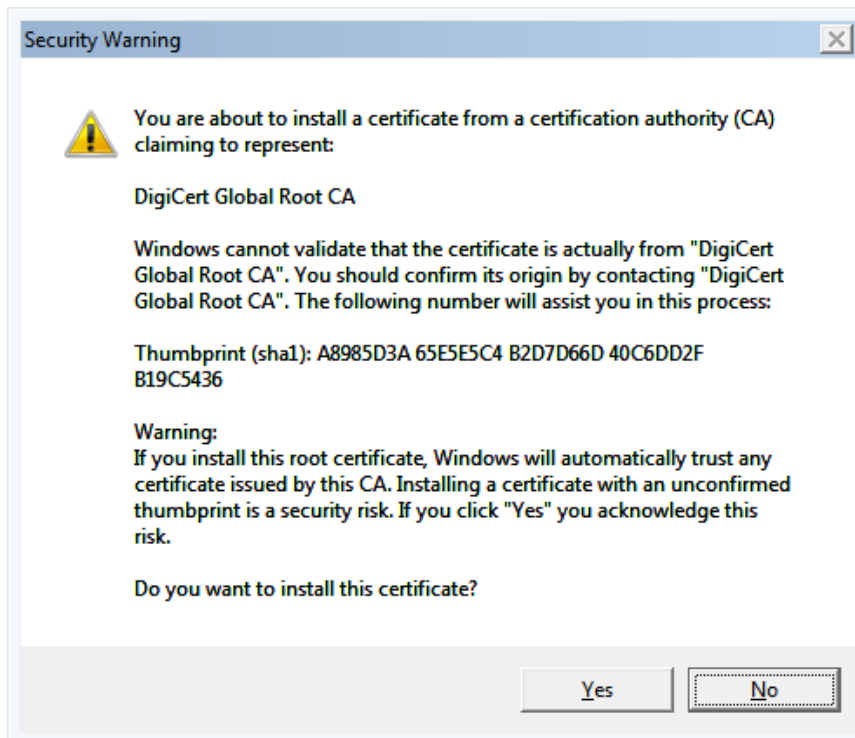 Security Warning
You are about to install a certificate from a certification authority (CA)
claiming to represent:
DigiCert Global Root CA
Windows cannot validate that the certificate is actually from "DigiCert
Global Root CA". You should confirm its origin by contacting "DigiCert
Global Root CA". The following number will assist you in this process:
Thumbprint (sha1): A8985D3A 65E5E5C4 B2D7D66D 40C6DD2F
B19C5436
Warning:
If you install this root certificate, Windows will automatically trust any
certificate issued by this CA. Installing a certificate with an unconfirmed
thumbprint is a security risk. If you click "Yes" you acknowledge this
risk.
Do you want to install this certificate?
Yes
No